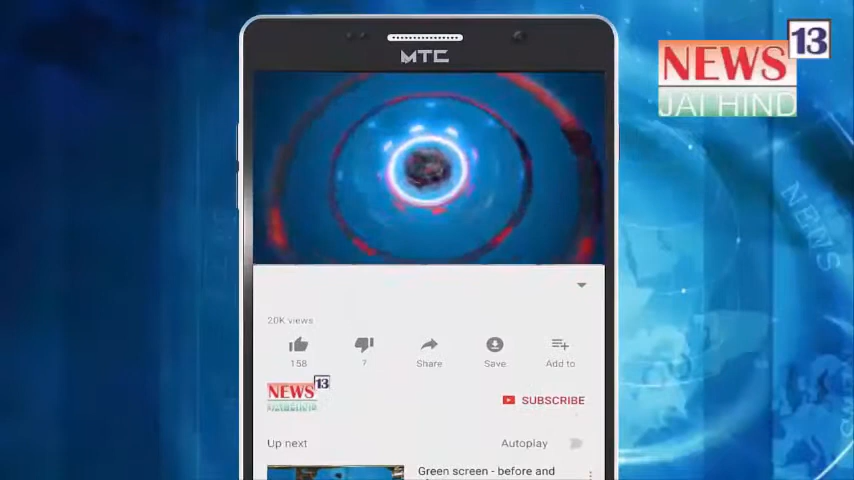 MTC
NEWS 13
JAI HIND
NEWS
20K views
158
7
Share
Save
Add to
NEWS 13
SUBSCRIBE
Up next
Autoplay
Green screen - before and